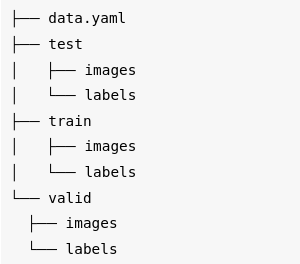 ├── data.yaml
├── test
│   ├── images
│   └── labels
├── train
│   ├── images
│   └── labels
└── valid
  ├── images
  └── labels